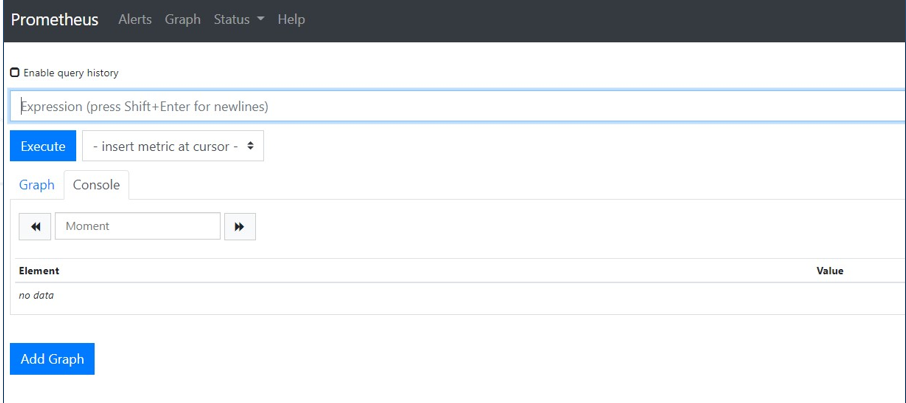 Prometheus Alerts Graph Status Help
Enable query history
Expression (press Shift+Enter for newlines)
Execute - insert metric at cursor -
Graph Console
Moment
Element Value
no data
Add Graph